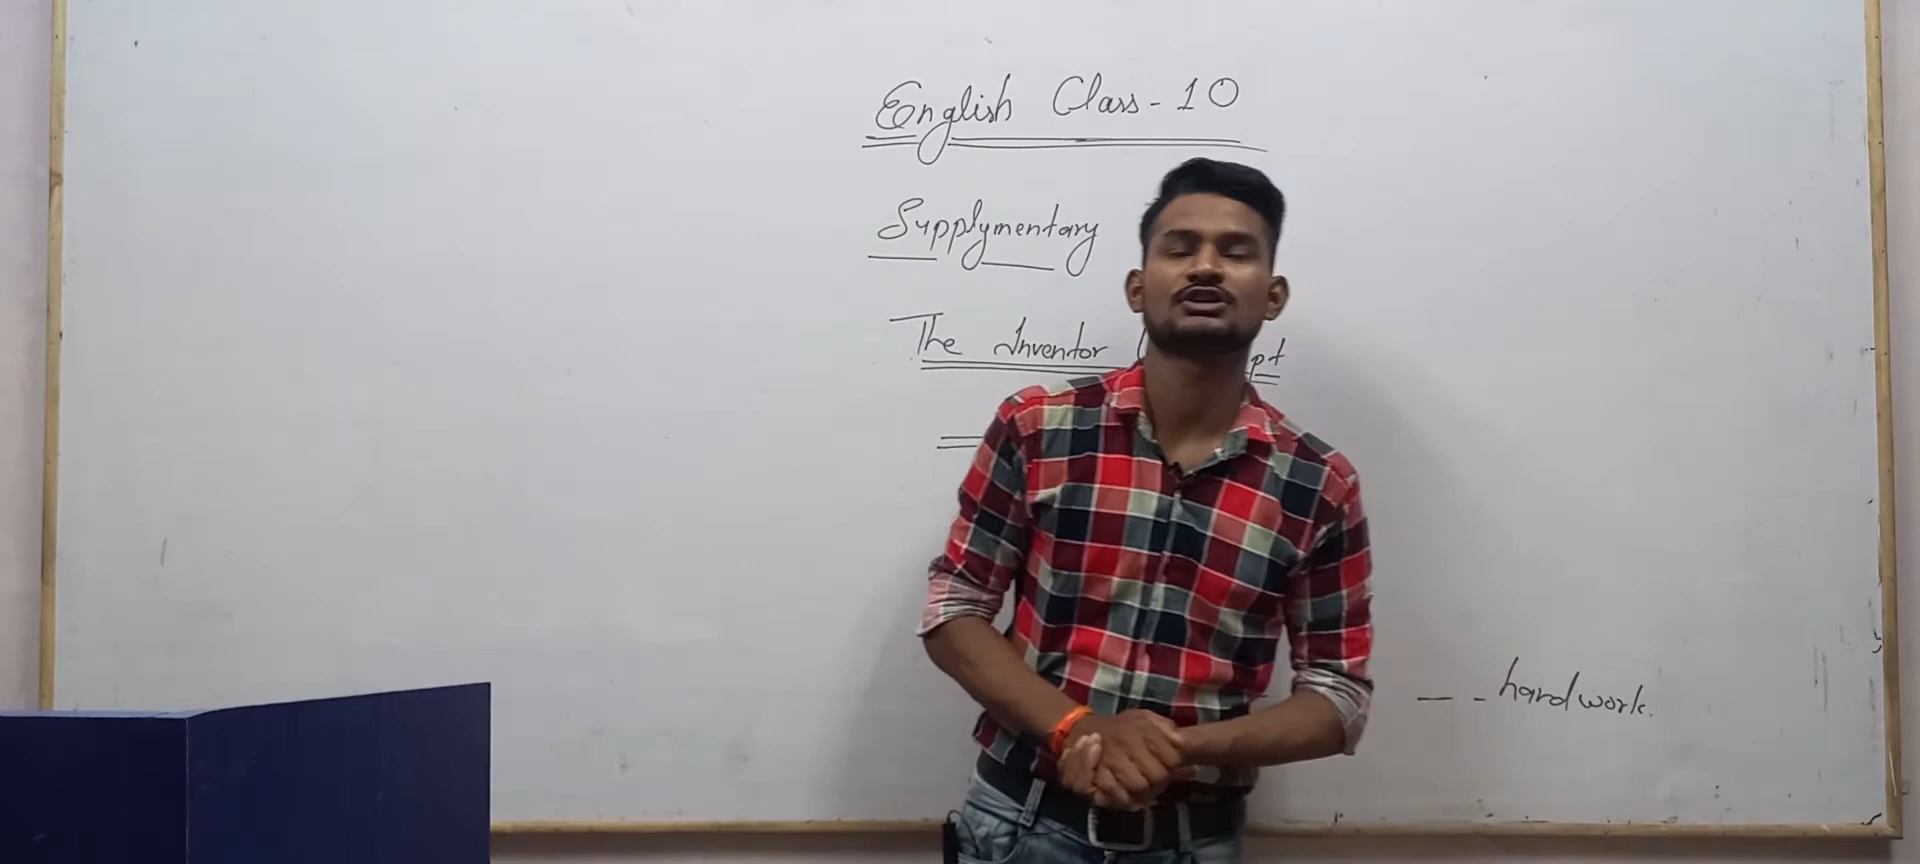 English Class-10
Supplymentary
The Inventor
-- hardwork.